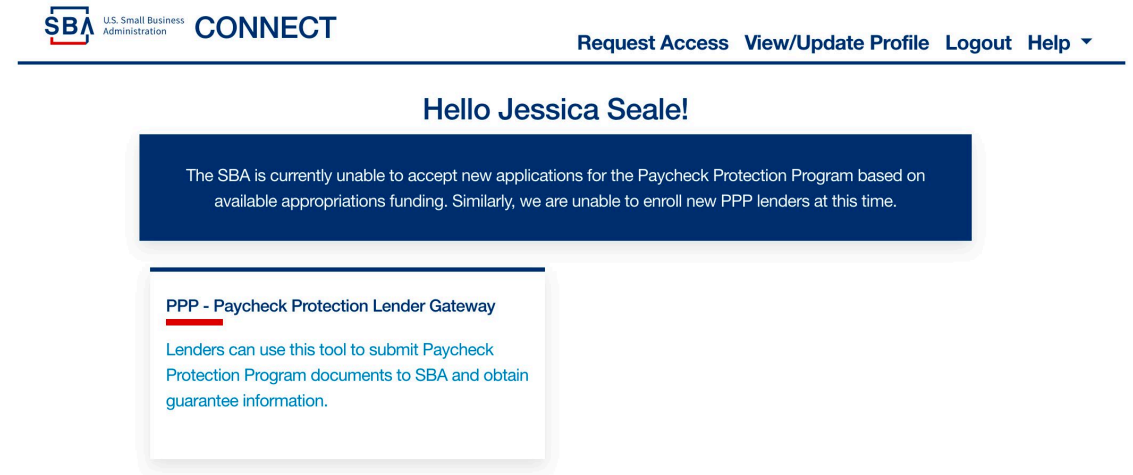 SBA U.S. Small Business Administration CONNECT
Request Access View/Update Profile Logout Help
Hello Jessica Seale!
The SBA is currently unable to accept new applications for the Paycheck Protection Program based on
available appropriations funding. Similarly, we are unable to enroll new PPP lenders at this time.
PPP - Paycheck Protection Lender Gateway
Lenders can use this tool to submit Paycheck
Protection Program documents to SBA and obtain
guarantee information.